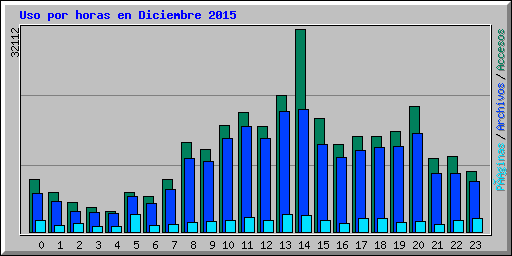 Uso por horas en Diciembre 2015
32112
PÃginas / Archivos / Accesos
0 1 2 3 4 5 6 7 8 9 10 11 12 13 14 15 16 17 18 19 20 21 22 23